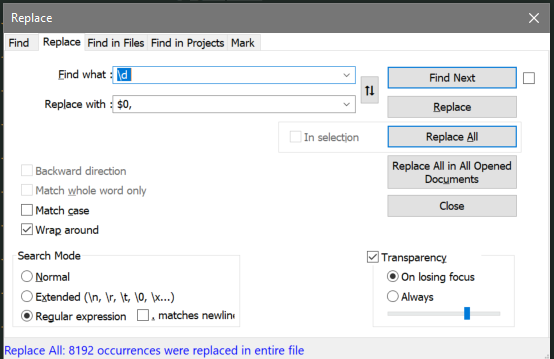 Replace
Find Replace Find in Files Find in Projects Mark
Find what : \d
Find Next
Replace with : $0,
Replace
In selection
Replace All
Backward direction
Replace All in All Opened
Documents
Match whole word only
Match case
Close
Wrap around
Search Mode
Transparency
Normal
On losing focus
Extended (\n, \r, \t, \0, \x...)
Always
Regular expression
. matches newline
Replace All: 8192 occurrences were replaced in entire file